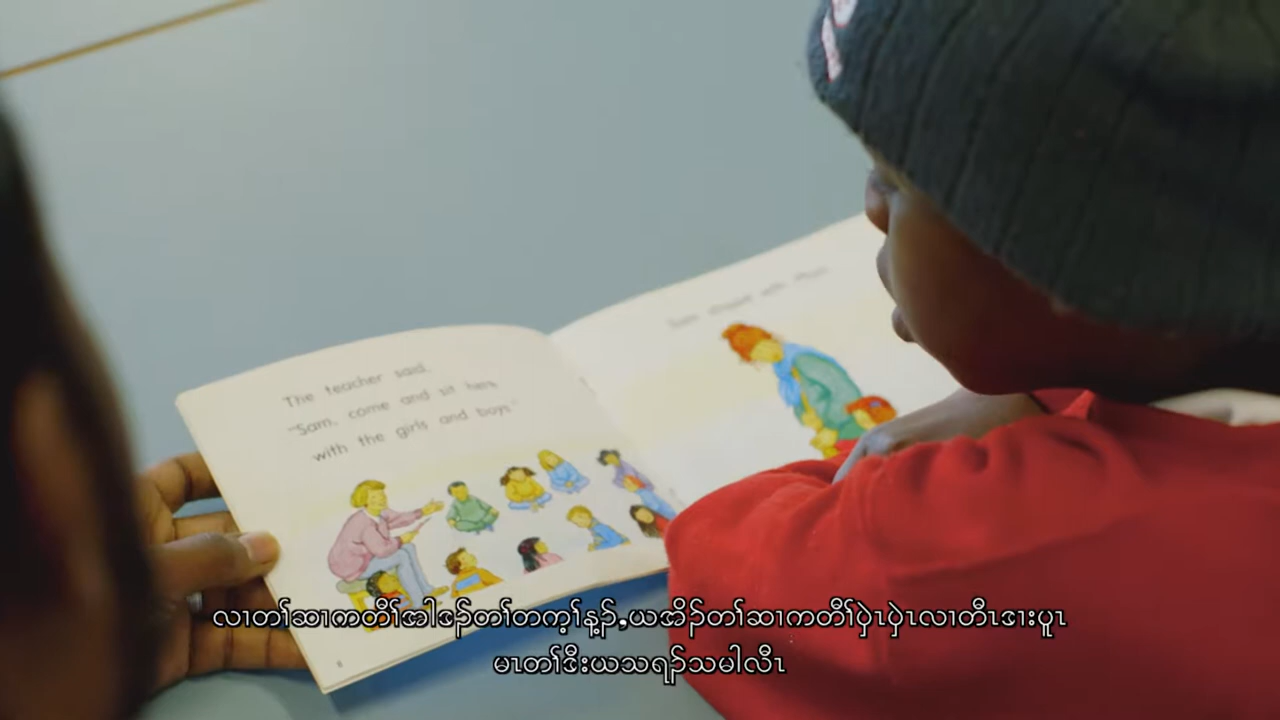 The teacher said,
"Sam, come and sit here
with the girls and boys"
လၢတၢ်ဆၢကတီၢ်အါဒၣ်တၢ်တက့ၢ်န့ၣ်,ယအိၣ်တၢ်ဆၢကတီၢ်ပှဲၤပှဲၤလၢတီၤဒၢးပူၤ
မၤတၢ်ဒီးယသရၣ်သမါလီၤ